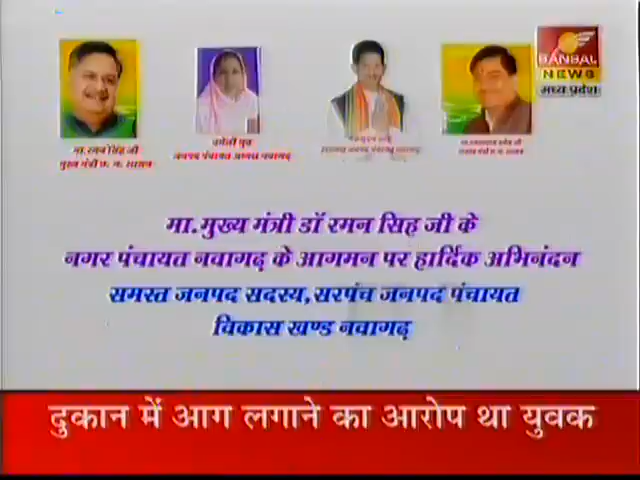 BANSAL
NEWS
मध्य प्रदेश
मा.रमन सिंह जी
मा.मुख्य मंत्री डॉ रमन सिंह जी के
नगर पंचायत नवागढ़ के आगमन पर हार्दिक अभिनंदन
समस्त जनपद सदस्य,सरपंच जनपद पंचायत
विकास खण्ड नवागढ़
दुकान में आग लगाने का आरोप था युवक